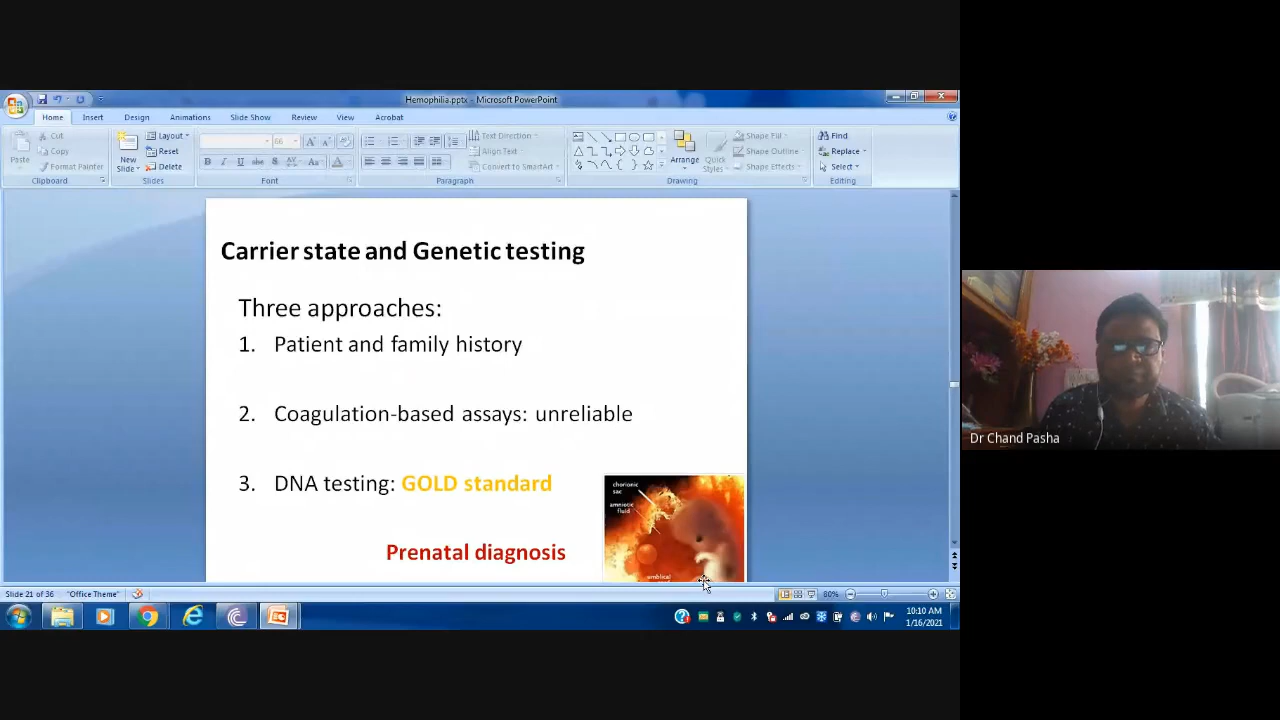 Hemophilia.pptx - Microsoft PowerPoint
Home Insert Design Animations Slide Show Review View Acrobat
Cut
Copy
Format Painter
Paste
Clipboard
New
Slide
Layout
Reset
Delete
Slides
66
Font
Text Direction
Align Text
Convert to SmartArt
Paragraph
Arrange
Quick
Styles
Shape Fill
Shape Outline
Shape Effects
Drawing
Find
Replace
Select
Editing
Carrier state and Genetic testing
Three approaches:
1. Patient and family history
2. Coagulation-based assays: unreliable
3. DNA testing: GOLD standard
Prenatal diagnosis
chorionic
sac
amniotic
fluid
umbilical
Dr Chand Pasha
Slide 21 of 36 "Office Theme" 80%
10:10 AM
1/16/2021